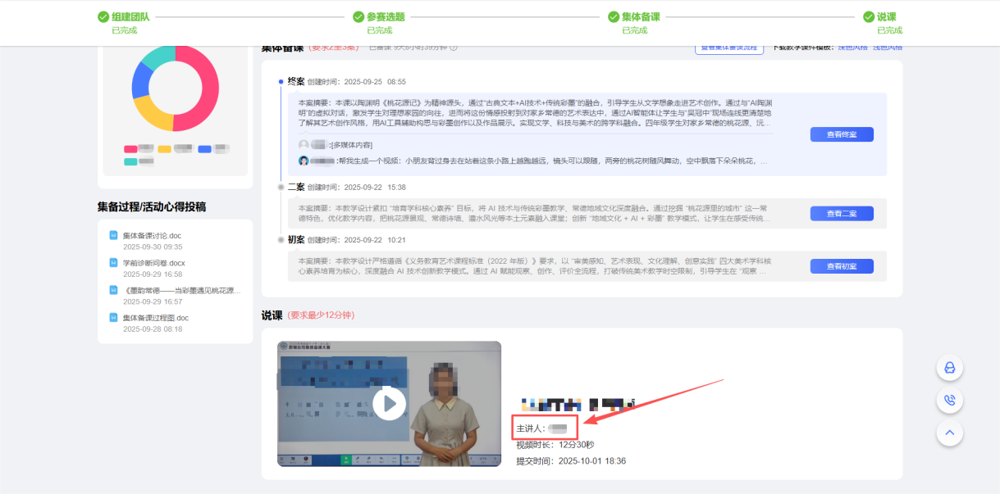 组建团队
已完成
参赛选题
已完成
集体备课
已完成
说课
已完成
集体备课 (要求2至3案) 已备课 9天8小时39分钟
查看集体备课流程
下载教学课件模板: 深色风格 浅色风格
终案 创建时间: 2025-09-25 08:55
本案摘要: 本课以陶渊明《桃花源记》为精神源头, 通过"古典文本+AI技术+传统彩墨"的融合, 引导学生从文学想象走进艺术创作。通过与"AI陶渊
明"的虚拟对话, 激发学生对理想家园的向往, 进而将这份情感投射到对家乡常德的艺术表达中, 通过AI智能体让学生与"吴冠中"现场连线更清楚地
了解其艺术创作风格, 用AI工具辅助构思与彩墨创作以及作品展示。实现文学、科技与美术的跨学科融合。四年级学生对家乡常德的桃花源、沅...
:[多媒体内容]
:帮我生成一个视频: 小朋友背过身去在站着这条小路上越跑越远, 镜头可以跟随, 两旁的桃花树随风舞动, 空中飘落下朵朵桃花, ...
查看终案
二案 创建时间: 2025-09-22 15:38
本案摘要: 本教学设计紧扣 "培育学科核心素养" 目标, 将 AI 技术与传统彩墨教学、常德地域文化深度融合。通过挖掘 "桃花源里的城市" 这一常
德特色, 优化教学内容, 把桃花源景观、常德诗墙、澧水风光等本土元素融入课堂; 创新 "地域文化 + AI + 彩墨" 教学模式, 让学生在感受传统...
查看二案
初案 创建时间: 2025-09-22 10:21
本案摘要: 本教学设计严格遵循《义务教育艺术课程标准（2022 年版）》要求, 以 "审美感知、艺术表现、文化理解、创意实践" 四大美术学科核
心素养培育为核心, 深度融合 AI 技术创新教学模式。通过 AI 赋能观察、创作、评价全流程, 打破传统美术教学时空限制, 引导学生在 "观察 ...
查看初案
集备过程/活动心得投稿
集体备课讨论.doc
2025-09-30 09:35
学前诊断问卷.docx
2025-09-29 16:58
《墨韵常德——当彩墨遇见桃花源...
2025-09-29 16:57
集体备课过程图.doc
2025-09-28 08:18
说课 (要求最少12分钟)
主讲人:
视频时长: 12分30秒
提交时间: 2025-10-01 18:36